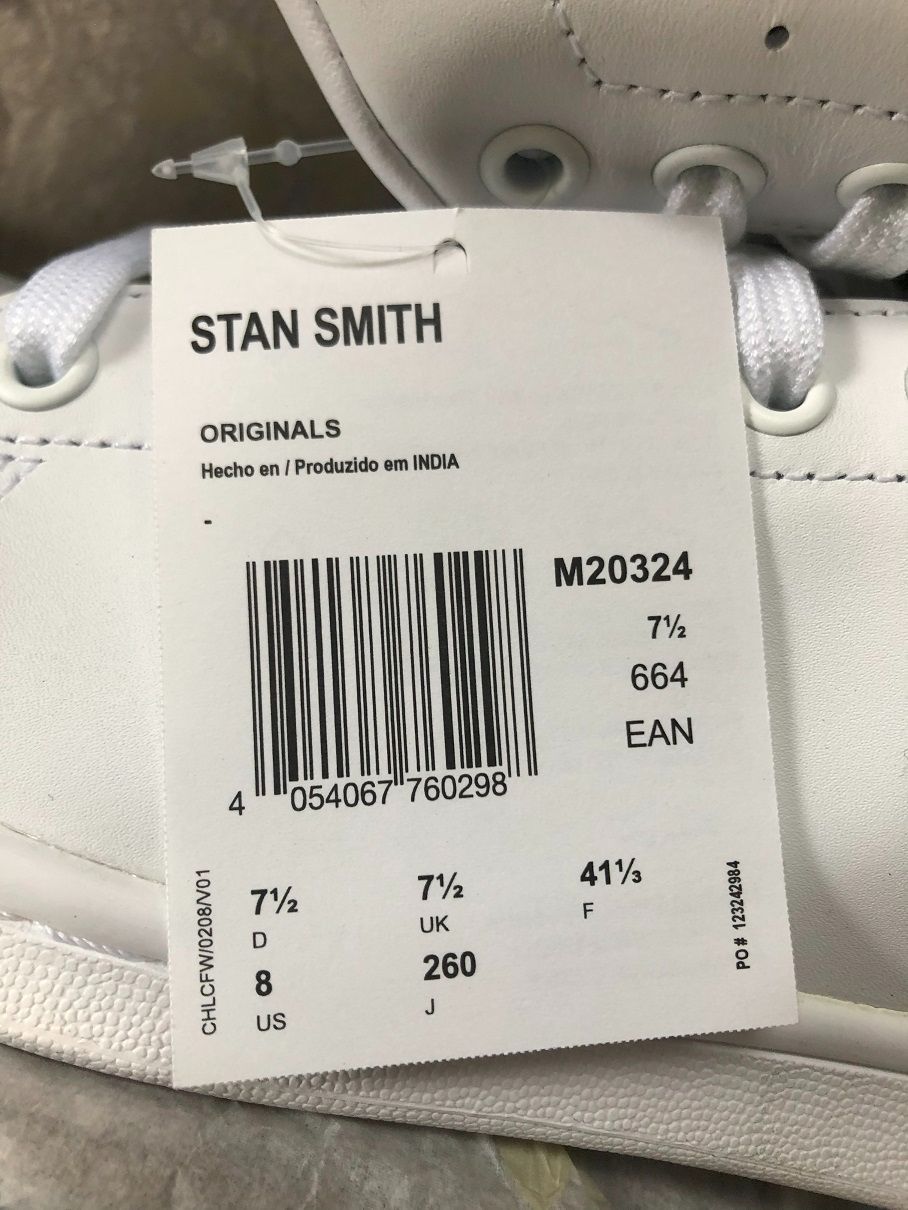 STAN SMITH
ORIGINALS
Hecho en / Produzido em INDIA
-
M20324
7½
664
EAN
4 054067 760298
7½ 7½ 41⅓
D UK F
8 260
US J
CHLCFW/0208/V01
PO# 123242984